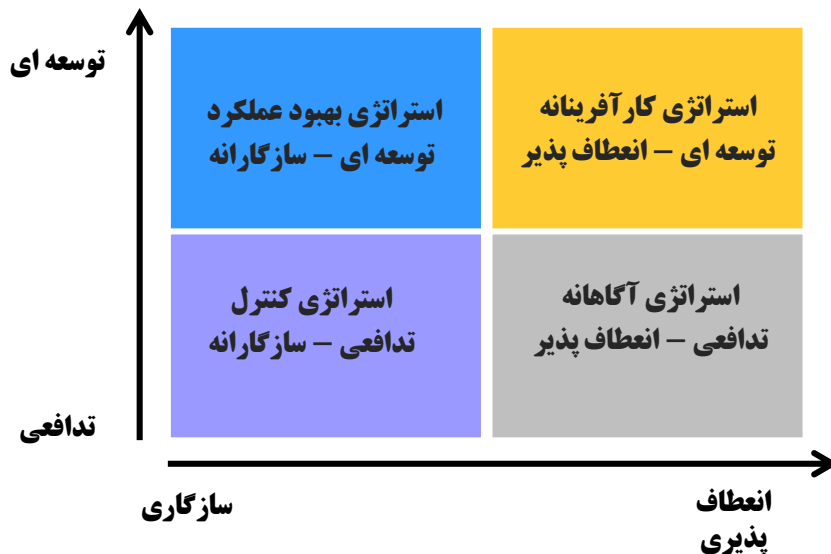 توسعه ای
استراتژی بهبود عملکرد
توسعه ای – سازگارانه
استراتژی کارآفرینانه
توسعه ای – انعطاف پذیر
استراتژی کنترل
تدافعی – سازگارانه
استراتژی آگاهانه
تدافعی – انعطاف پذیر
تدافعی
سازگاری
انعطاف
پذیری